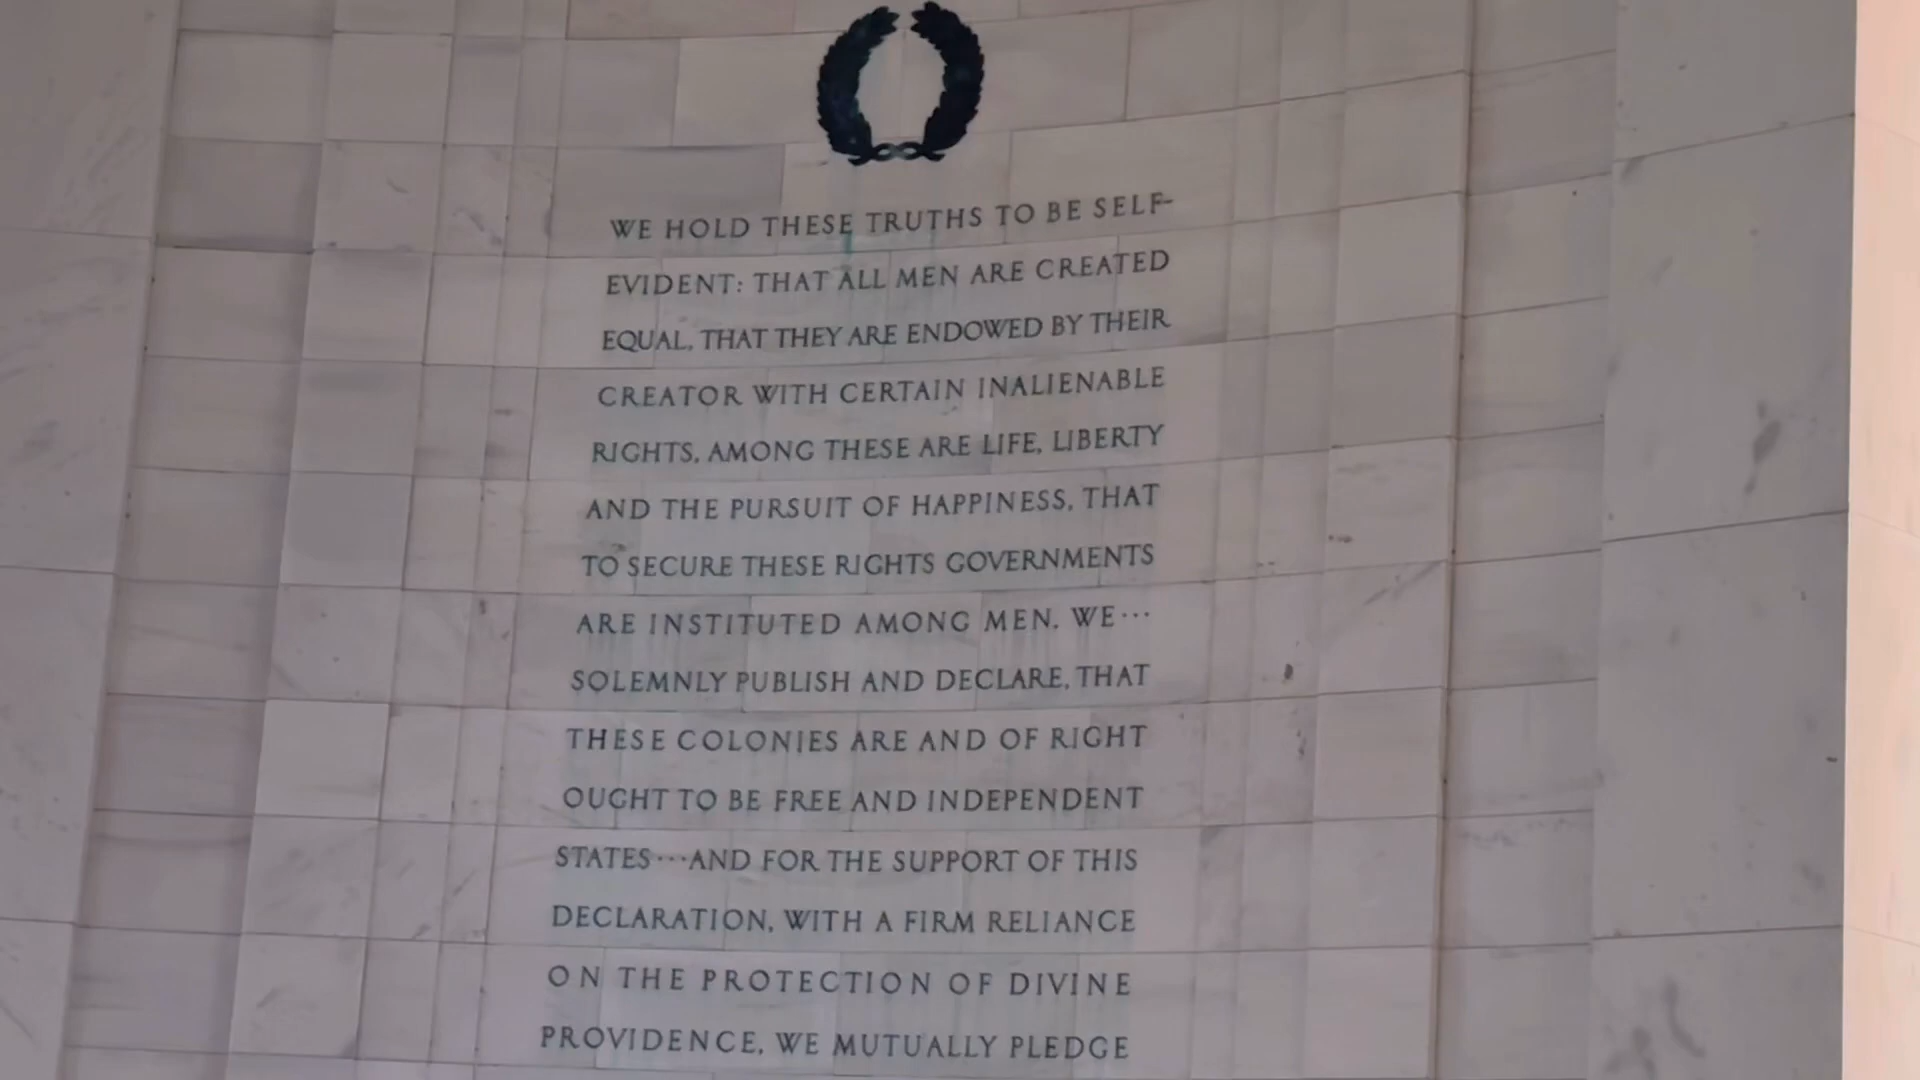 WE HOLD THESE TRUTHS TO BE SELF-
EVIDENT: THAT ALL MEN ARE CREATED
EQUAL, THAT THEY ARE ENDOWED BY THEIR
CREATOR WITH CERTAIN INALIENABLE
RIGHTS, AMONG THESE ARE LIFE, LIBERTY
AND THE PURSUIT OF HAPPINESS, THAT
TO SECURE THESE RIGHTS GOVERNMENTS
ARE INSTITUTED AMONG MEN. WE···
SOLEMNLY PUBLISH AND DECLARE, THAT
THESE COLONIES ARE AND OF RIGHT
OUGHT TO BE FREE AND INDEPENDENT
STATES···AND FOR THE SUPPORT OF THIS
DECLARATION, WITH A FIRM RELIANCE
ON THE PROTECTION OF DIVINE
PROVIDENCE, WE MUTUALLY PLEDGE